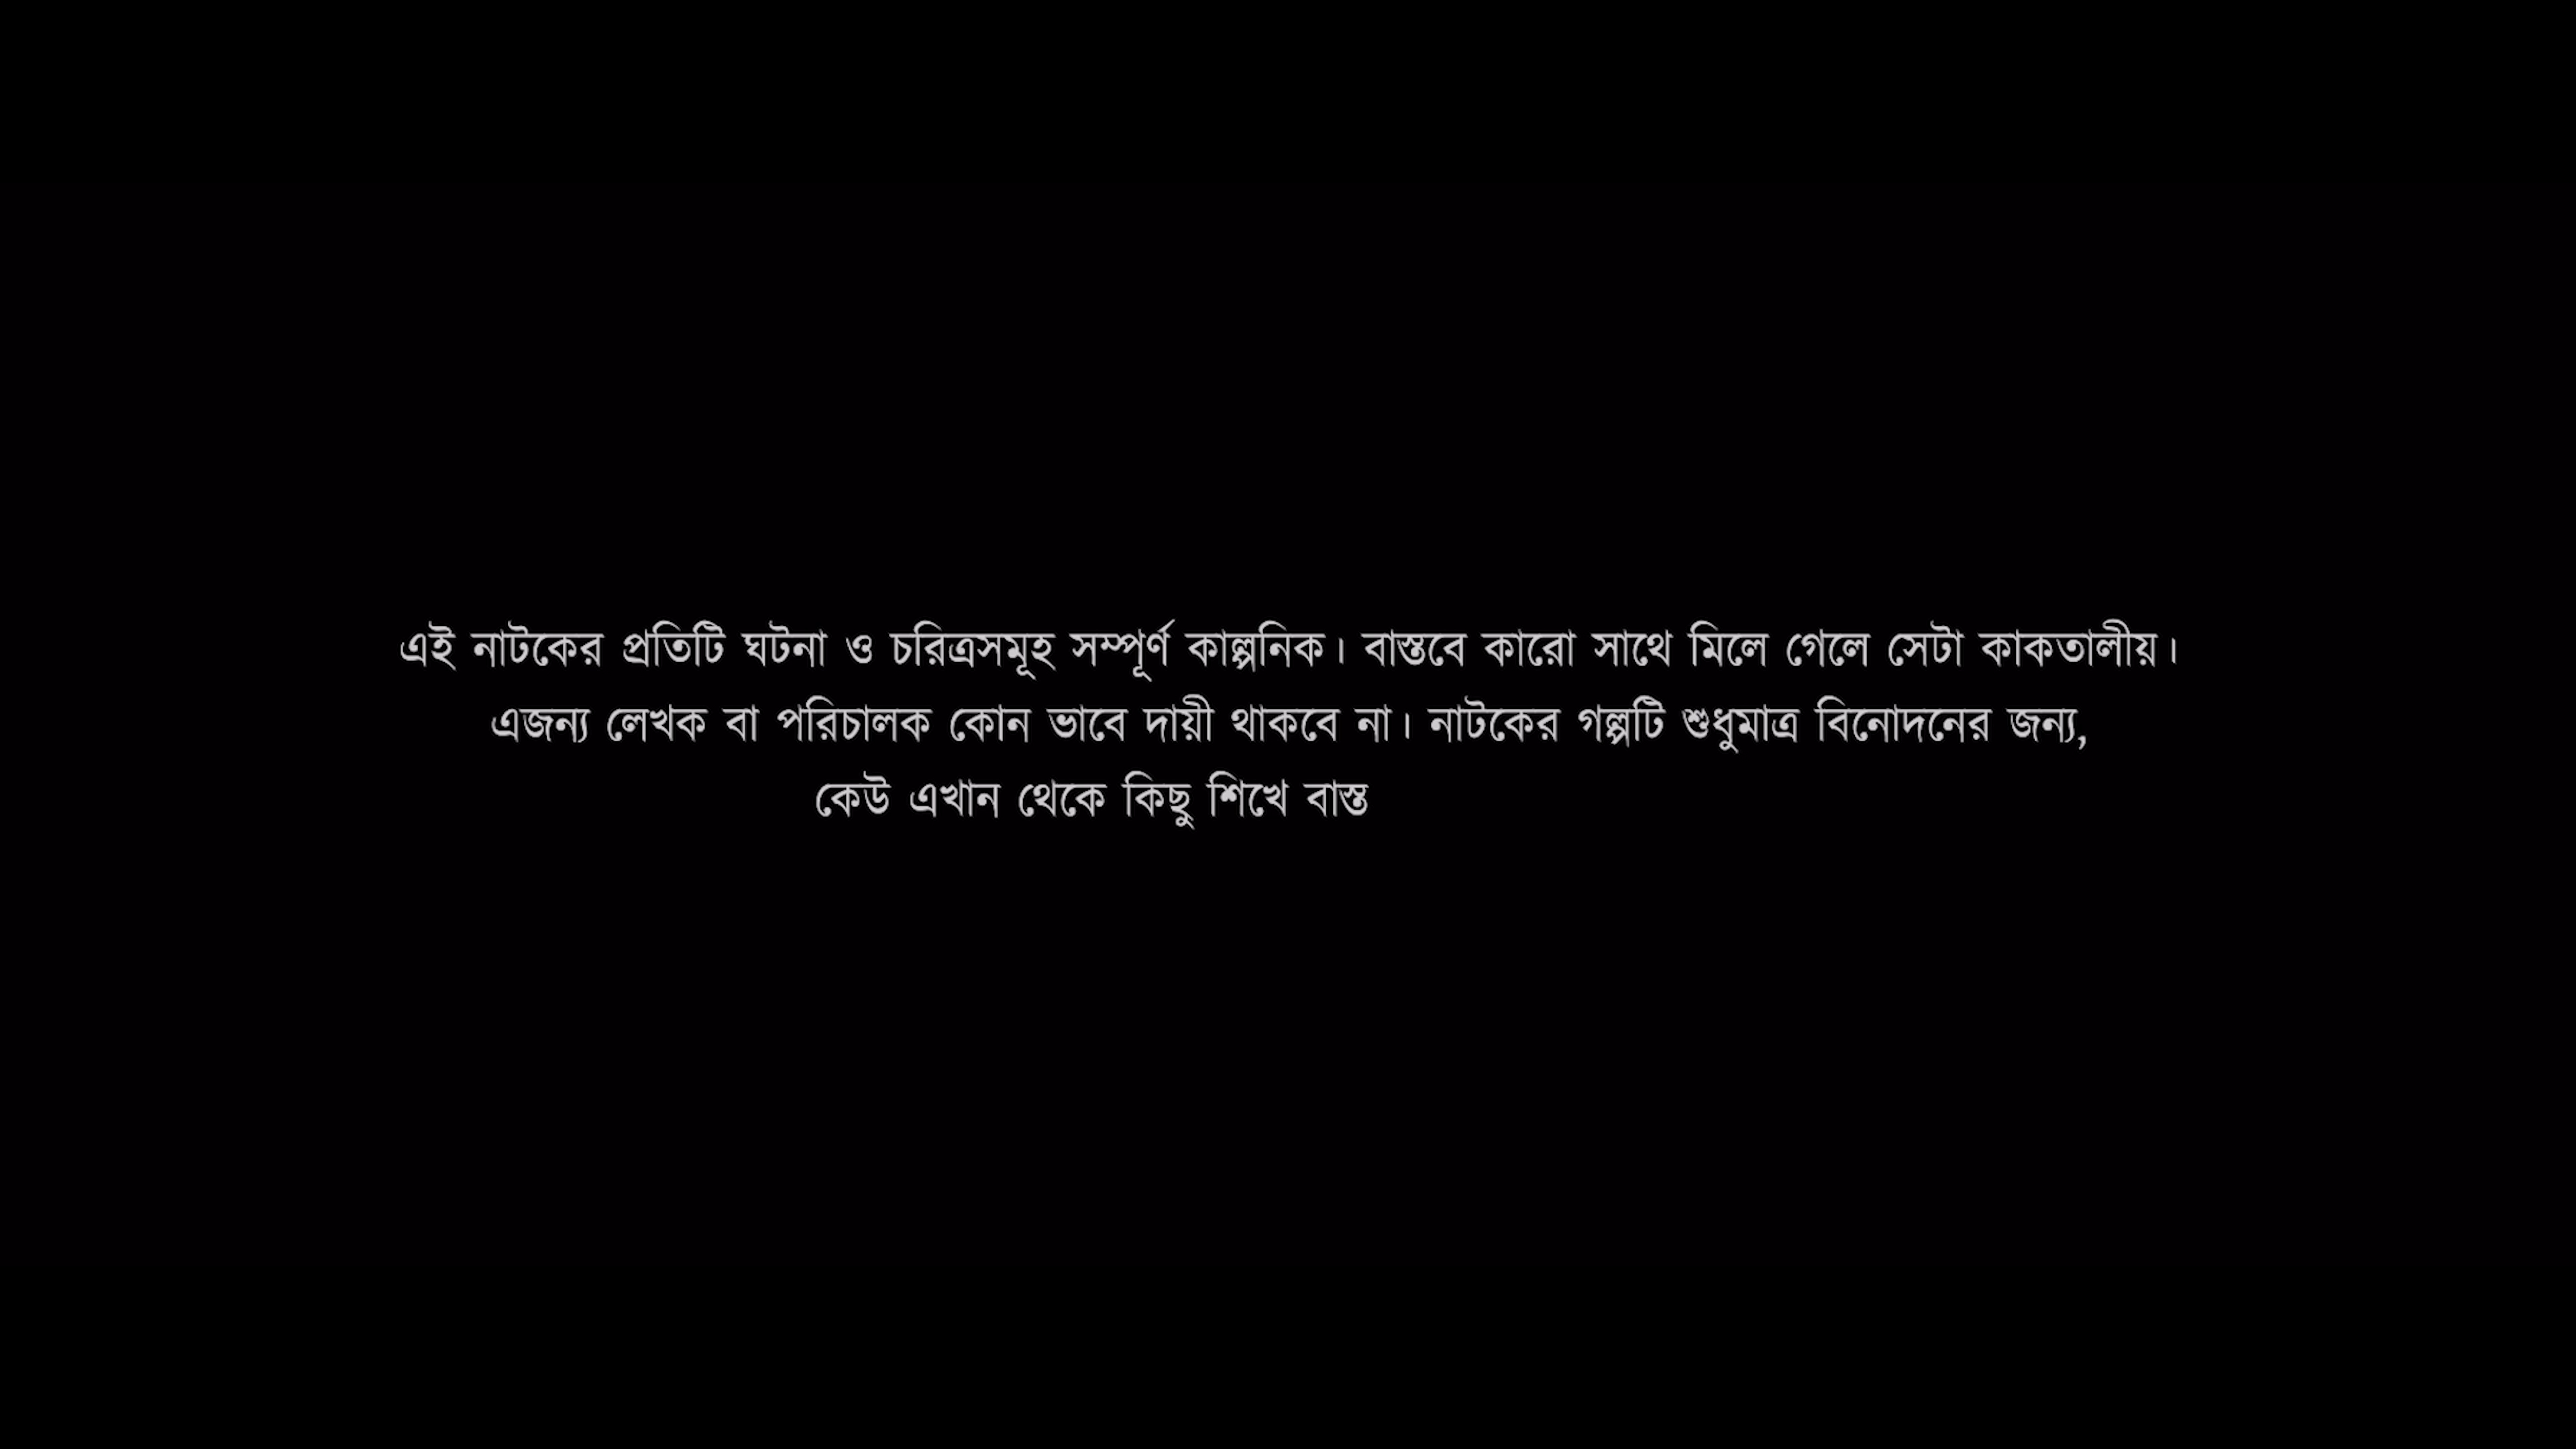 এই নাটকের প্রতিটি ঘটনা ও চরিত্রসমূহ সম্পূর্ণ কাল্পনিক। বাস্তবে কারো সাথে মিলে গেলে সেটা কাকতালীয়।
এজন্য লেখক বা পরিচালক কোন ভাবে দায়ী থাকবে না। নাটকের গল্পটি শুধুমাত্র বিনোদনের জন্য,
কেউ এখান থেকে কিছু শিখে বাস্ত